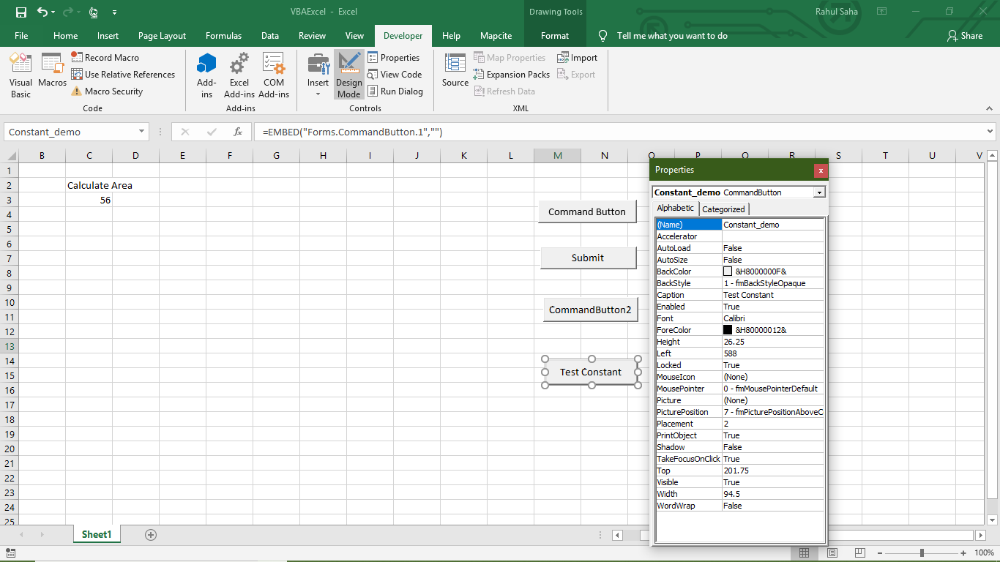 VBAExcel - Excel
Drawing Tools
Rahul Saha
File Home Insert Page Layout Formulas Data Review View Developer Help Mapcite Format Tell me what you want to do Share
Visual Basic
Macros
Record Macro
Use Relative References
Macro Security
Code
Add-ins
Excel Add-ins
COM Add-ins
Add-ins
Insert
Design Mode
Properties
View Code
Run Dialog
Controls
Source
Map Properties
Expansion Packs
Refresh Data
Import
Export
XML
Constant_demo
fx
=EMBED("Forms.CommandButton.1","")
B C D E F G H I J K L M N O P Q R S T U V
1
2
3
4
5
6
7
8
9
10
11
12
13
14
15
16
17
18
19
20
21
22
23
24
25
Calculate Area
56
Command Button
Submit
CommandButton2
Test Constant
Properties x
Constant_demo CommandButton
Alphabetic Categorized
(Name) Constant_demo
Accelerator
AutoLoad False
AutoSize False
BackColor &H8000000F&
BackStyle 1 - fmBackStyleOpaque
Caption Test Constant
Enabled True
Font Calibri
ForeColor &H80000012&
Height 26.25
Left 588
Locked True
MouseIcon (None)
MousePointer 0 - fmMousePointerDefault
Picture (None)
PicturePosition 7 - fmPicturePositionAboveC
Placement 2
PrintObject True
Shadow False
TakeFocusOnClick True
Top 201.75
Visible True
Width 94.5
WordWrap False
Sheet1
100%